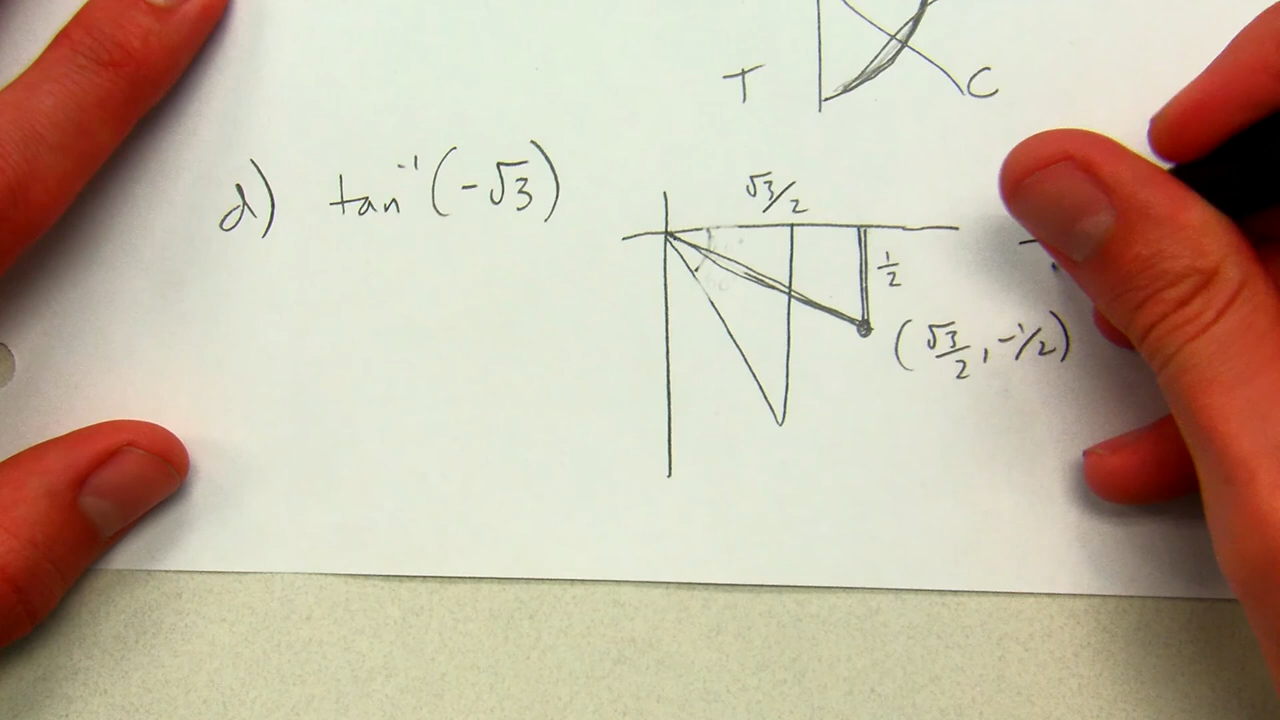 T
C
d) tan⁻¹(-√3)
√3/2
1/2
(√3/2, -1/2)